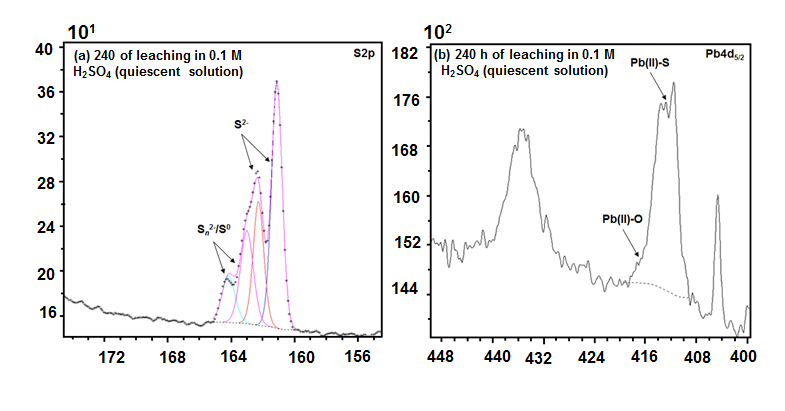 10¹
(a) 240 of leaching in 0.1 M
H₂SO₄ (quiescent solution)
S2p
S²⁻
Sₙ²⁻/S⁰
40
36
32
28
24
20
16
172 168 164 160 156
10²
(b) 240 h of leaching in 0.1 M
H₂SO₄ (quiescent solution)
Pb4d₅/₂
Pb(II)-S
Pb(II)-O
182
176
168
160
152
144
448 440 432 424 416 408 400